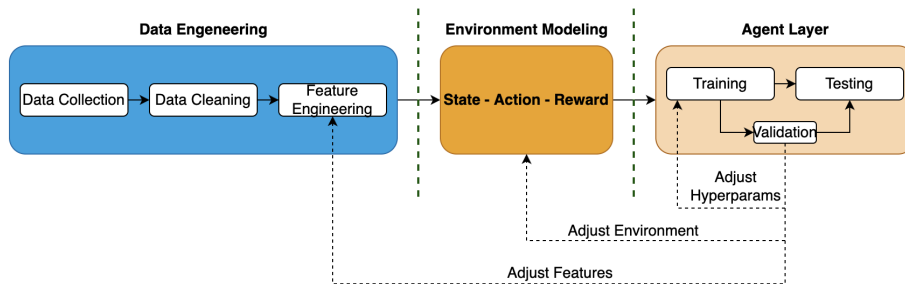 Data Engeneering
Environment Modeling
Agent Layer
Data Collection
Data Cleaning
Feature
Engineering
State - Action - Reward
Training
Testing
Validation
Adjust
Hyperparams
Adjust Environment
Adjust Features